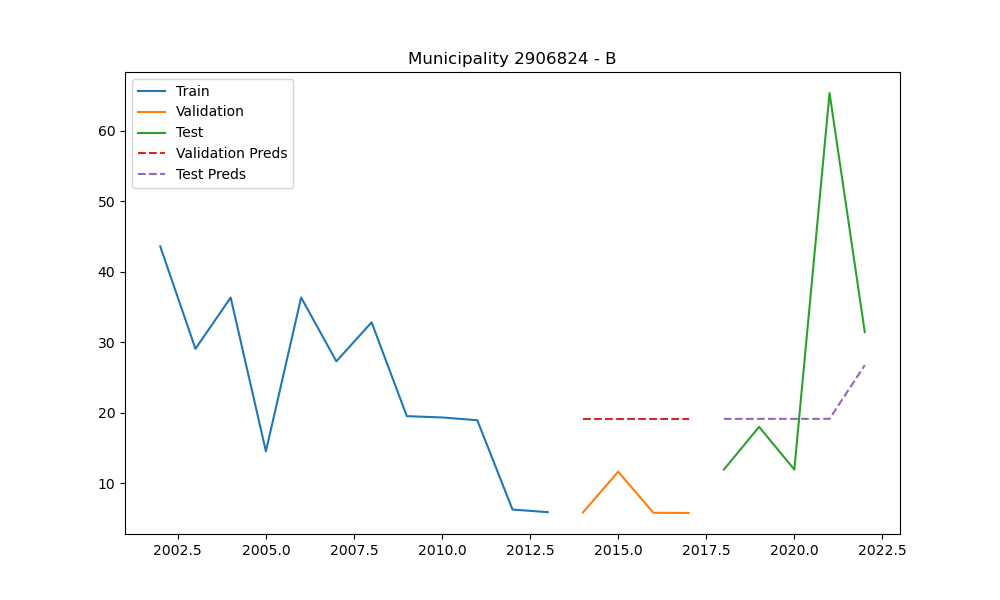 Municipality 2906824 - B
Train
Validation
Test
Validation Preds
Test Preds
60
50
40
30
20
10
2002.5 2005.0 2007.5 2010.0 2012.5 2015.0 2017.5 2020.0 2022.5